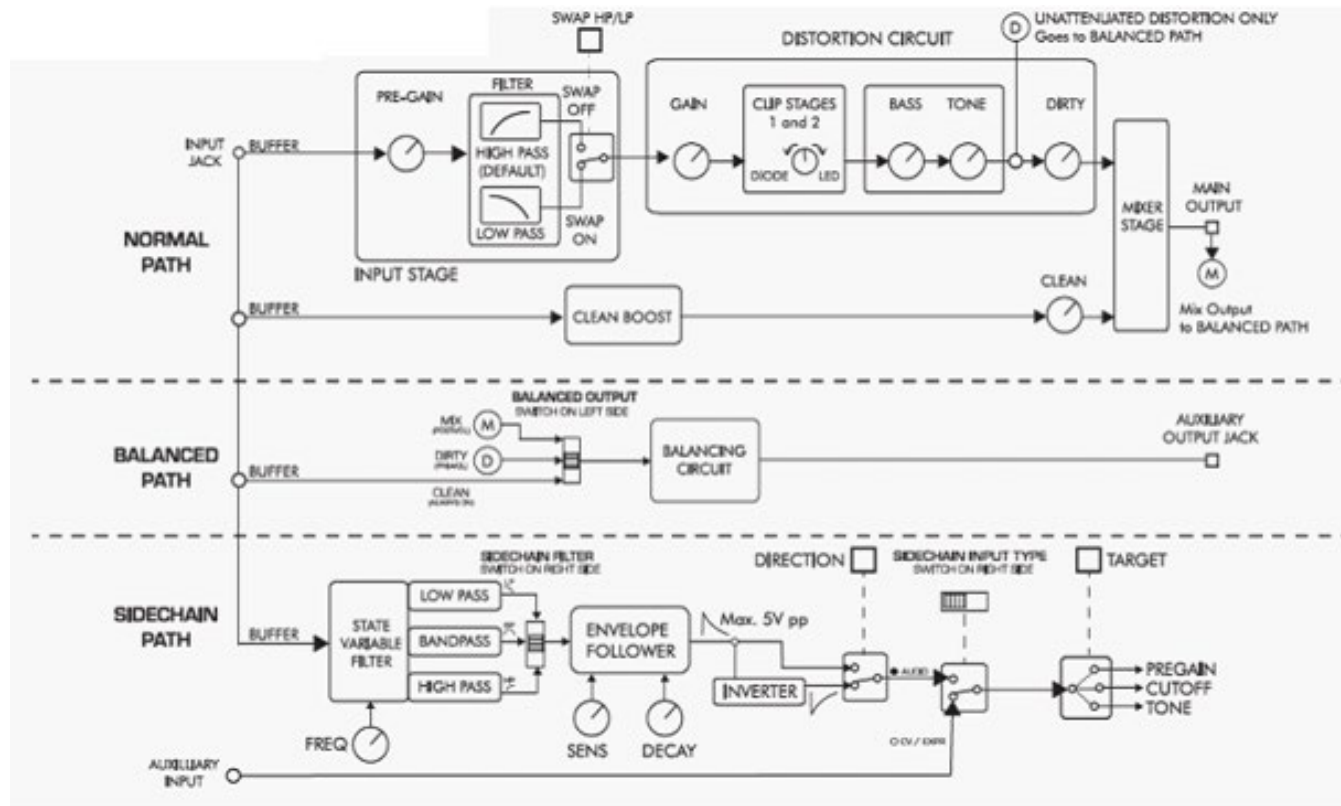 SWAP HP/LP
D
UNATTENUATED DISTORTION ONLY
Goes to BALANCED PATH
DISTORTION CIRCUIT
PRE-GAIN
FILTER
SWAP
OFF
HIGH PASS
(DEFAULT)
LOW PASS
SWAP
ON
INPUT STAGE
INPUT
JACK
BUFFER
GAIN
CLIP STAGES
1 and 2
DIODE
LED
BASS
TONE
DIRTY
MIXER
STAGE
MAIN
OUTPUT
M
Mix Output
to BALANCED PATH
NORMAL
PATH
BUFFER
CLEAN BOOST
CLEAN
BALANCED OUTPUT
SWITCH ON LEFT SIDE
MIX
M
DIRTY
D
CLEAN
(ALWAYS ON)
BALANCED
PATH
BUFFER
BALANCING
CIRCUIT
AUXILIARY
OUTPUT JACK
SIDECHAIN FILTER
SWITCH ON RIGHT SIDE
DIRECTION
SIDECHAIN INPUT TYPE
SWITCH ON RIGHT SIDE
TARGET
SIDECHAIN
PATH
BUFFER
STATE
VARIABLE
FILTER
LOW PASS
BANDPASS
HIGH PASS
ENVELOPE
FOLLOWER
Max. 5V pp
INVERTER
AUDIO
CV / EXPR
PREGAIN
CUTOFF
TONE
FREQ
SENS
DECAY
AUXILLIARY
INPUT